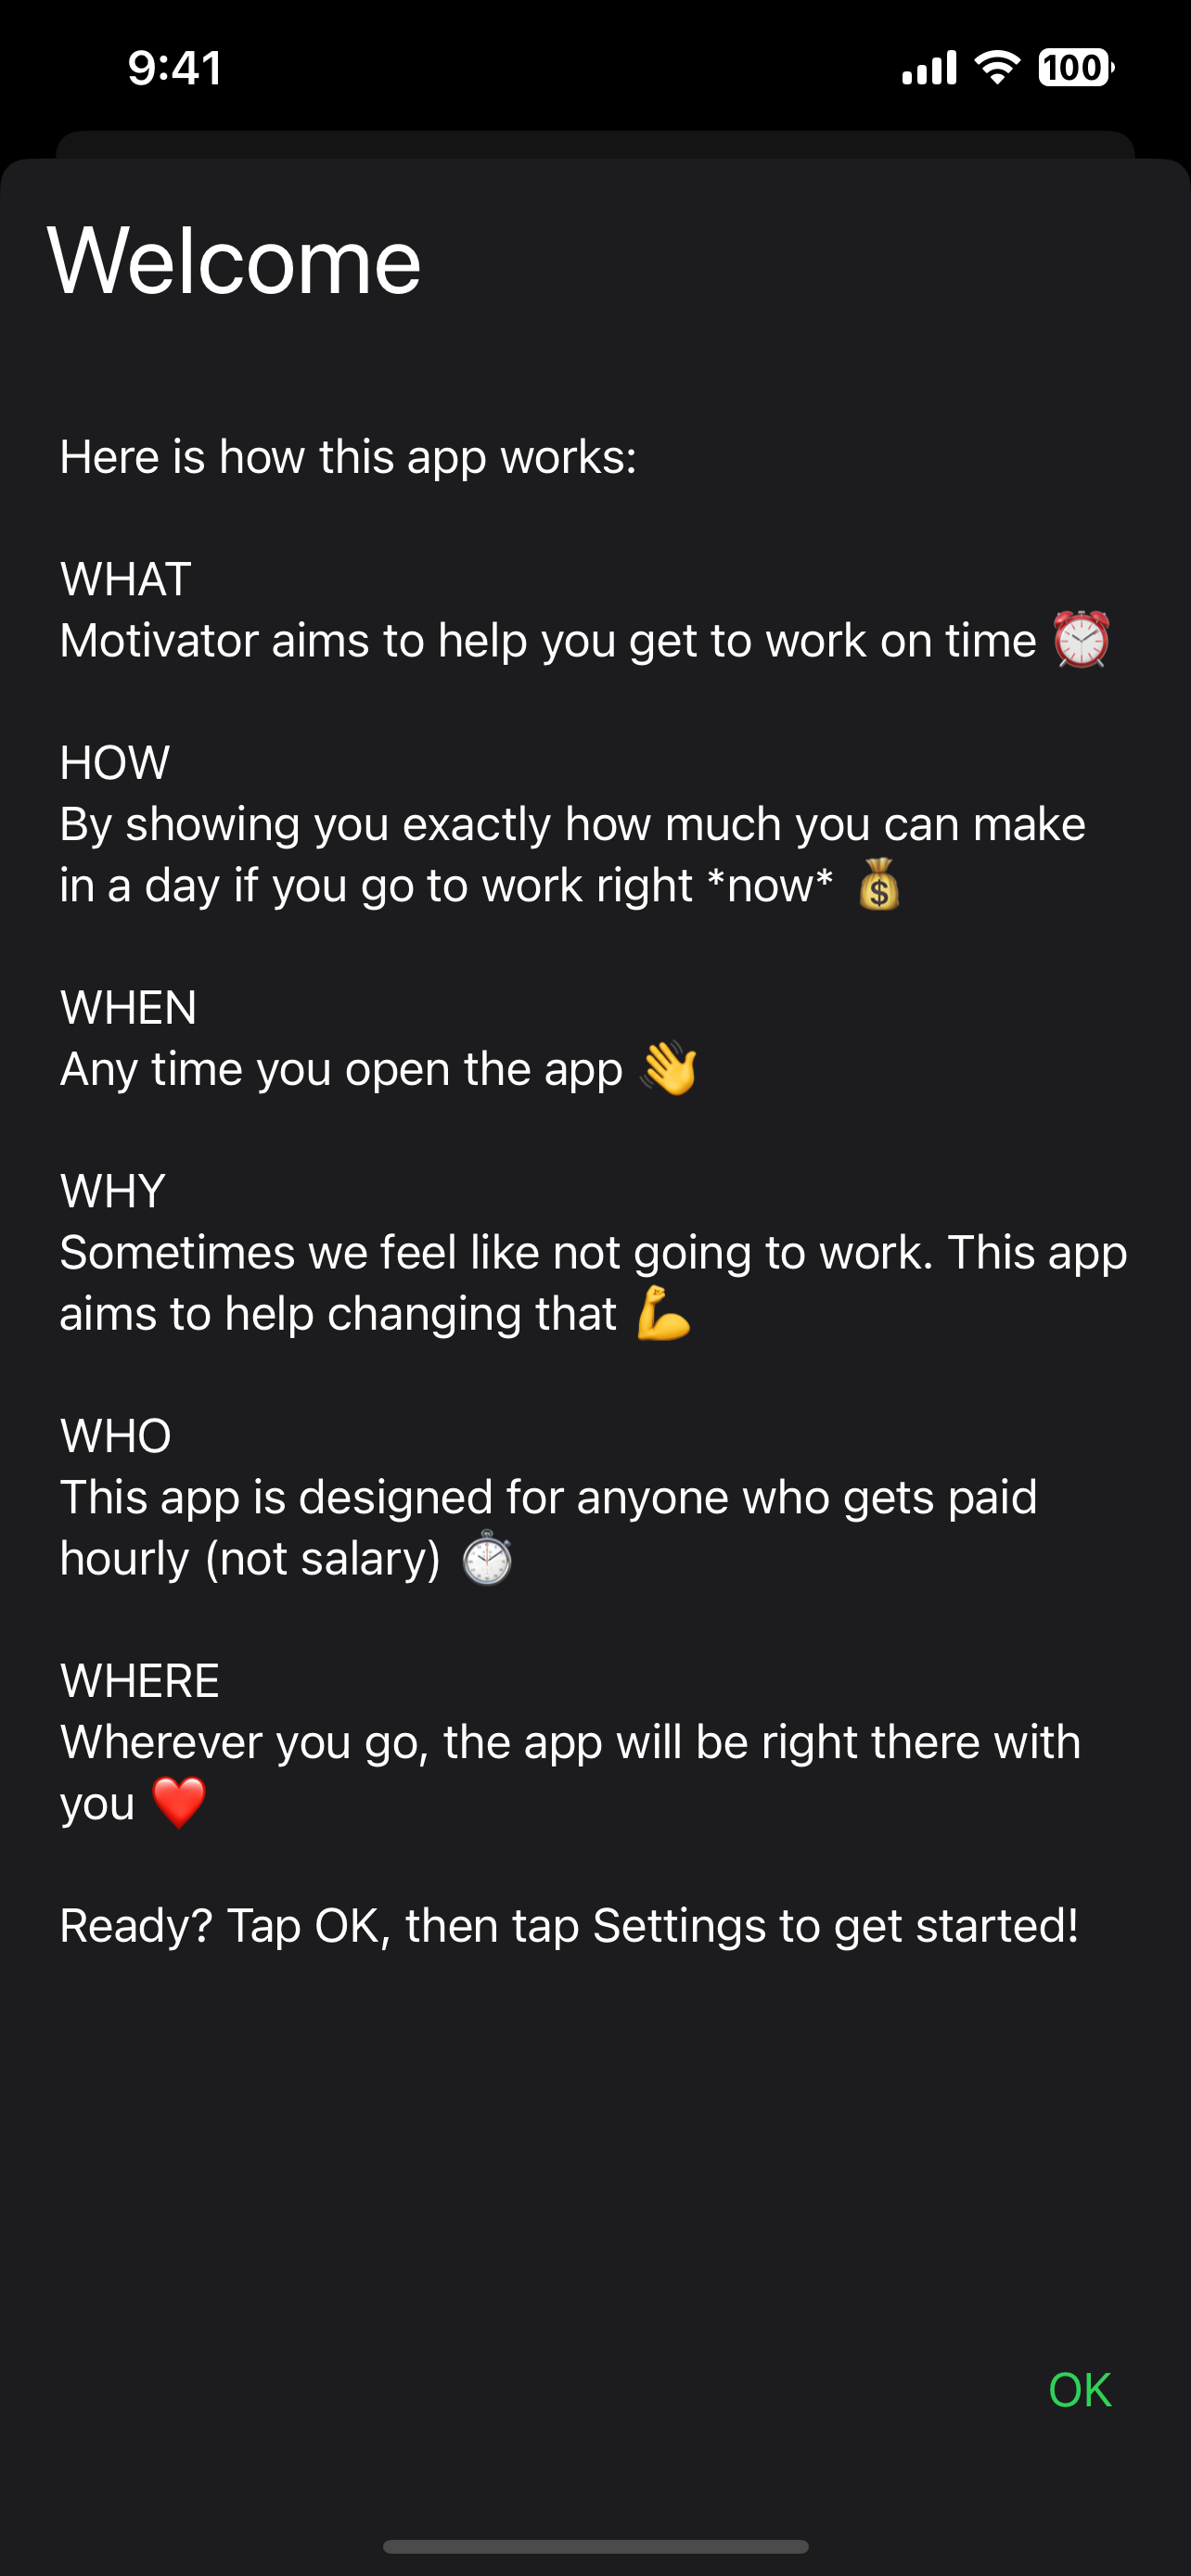 9:41
100
Welcome
Here is how this app works:
WHAT
Motivator aims to help you get to work on time ⏰
HOW
By showing you exactly how much you can make
in a day if you go to work right *now* 💰
WHEN
Any time you open the app 👋
WHY
Sometimes we feel like not going to work. This app
aims to help changing that 💪
WHO
This app is designed for anyone who gets paid
hourly (not salary) ⏱️
WHERE
Wherever you go, the app will be right there with
you ❤️
Ready? Tap OK, then tap Settings to get started!
OK